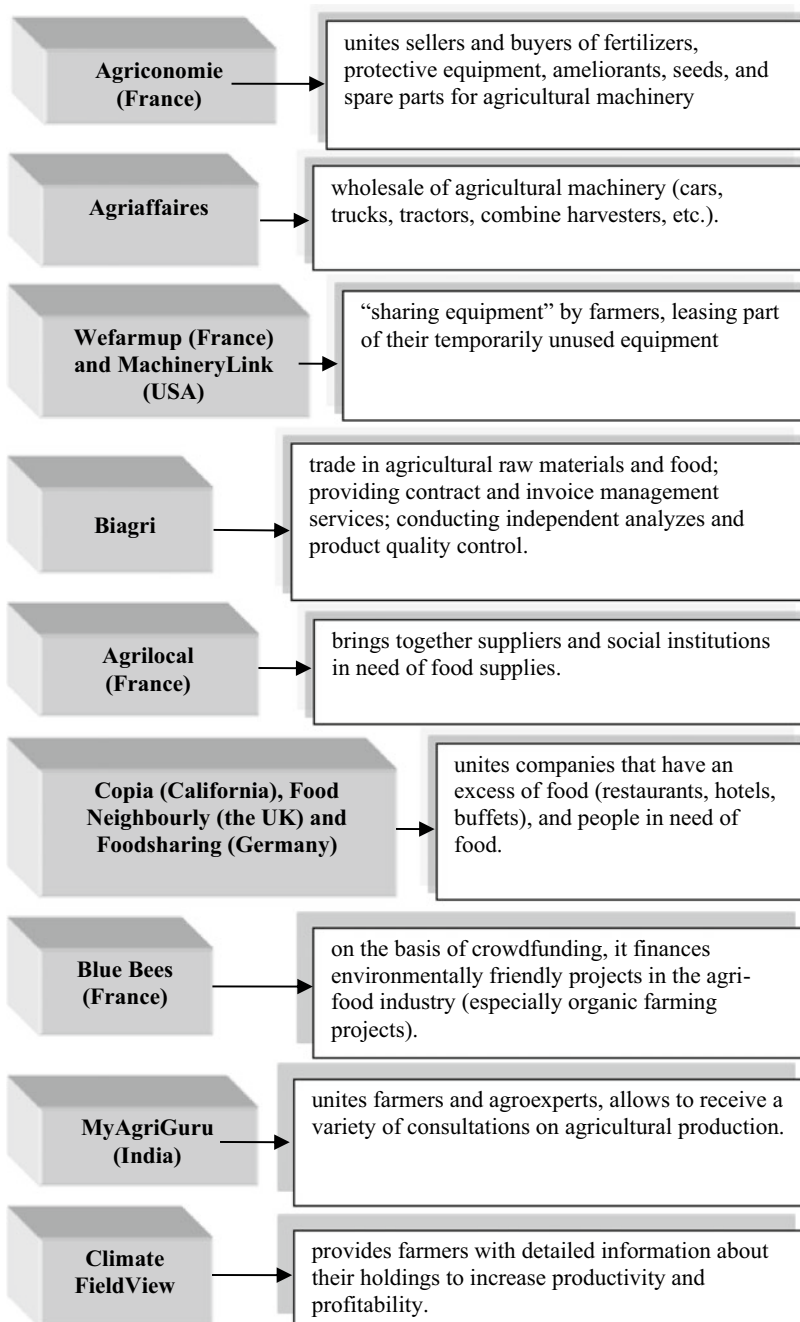 Agriconomie
(France)
unites sellers and buyers of fertilizers,
protective equipment, ameliorants, seeds, and
spare parts for agricultural machinery
Agriaffaires
wholesale of agricultural machinery (cars,
trucks, tractors, combine harvesters, etc.).
Wefarmup (France)
and MachineryLink
(USA)
“sharing equipment” by farmers, leasing part
of their temporarily unused equipment
Biagri
trade in agricultural raw materials and food;
providing contract and invoice management
services; conducting independent analyzes and
product quality control.
Agrilocal
(France)
brings together suppliers and social institutions
in need of food supplies.
Copia (California), Food
Neighbourly (the UK) and
Foodsharing (Germany)
unites companies that have an
excess of food (restaurants, hotels,
buffets), and people in need of
food.
Blue Bees
(France)
on the basis of crowdfunding, it finances
environmentally friendly projects in the agri-
food industry (especially organic farming
projects).
MyAgriGuru
(India)
unites farmers and agroexperts, allows to receive a
variety of consultations on agricultural production.
Climate
FieldView
provides farmers with detailed information about
their holdings to increase productivity and
profitability.